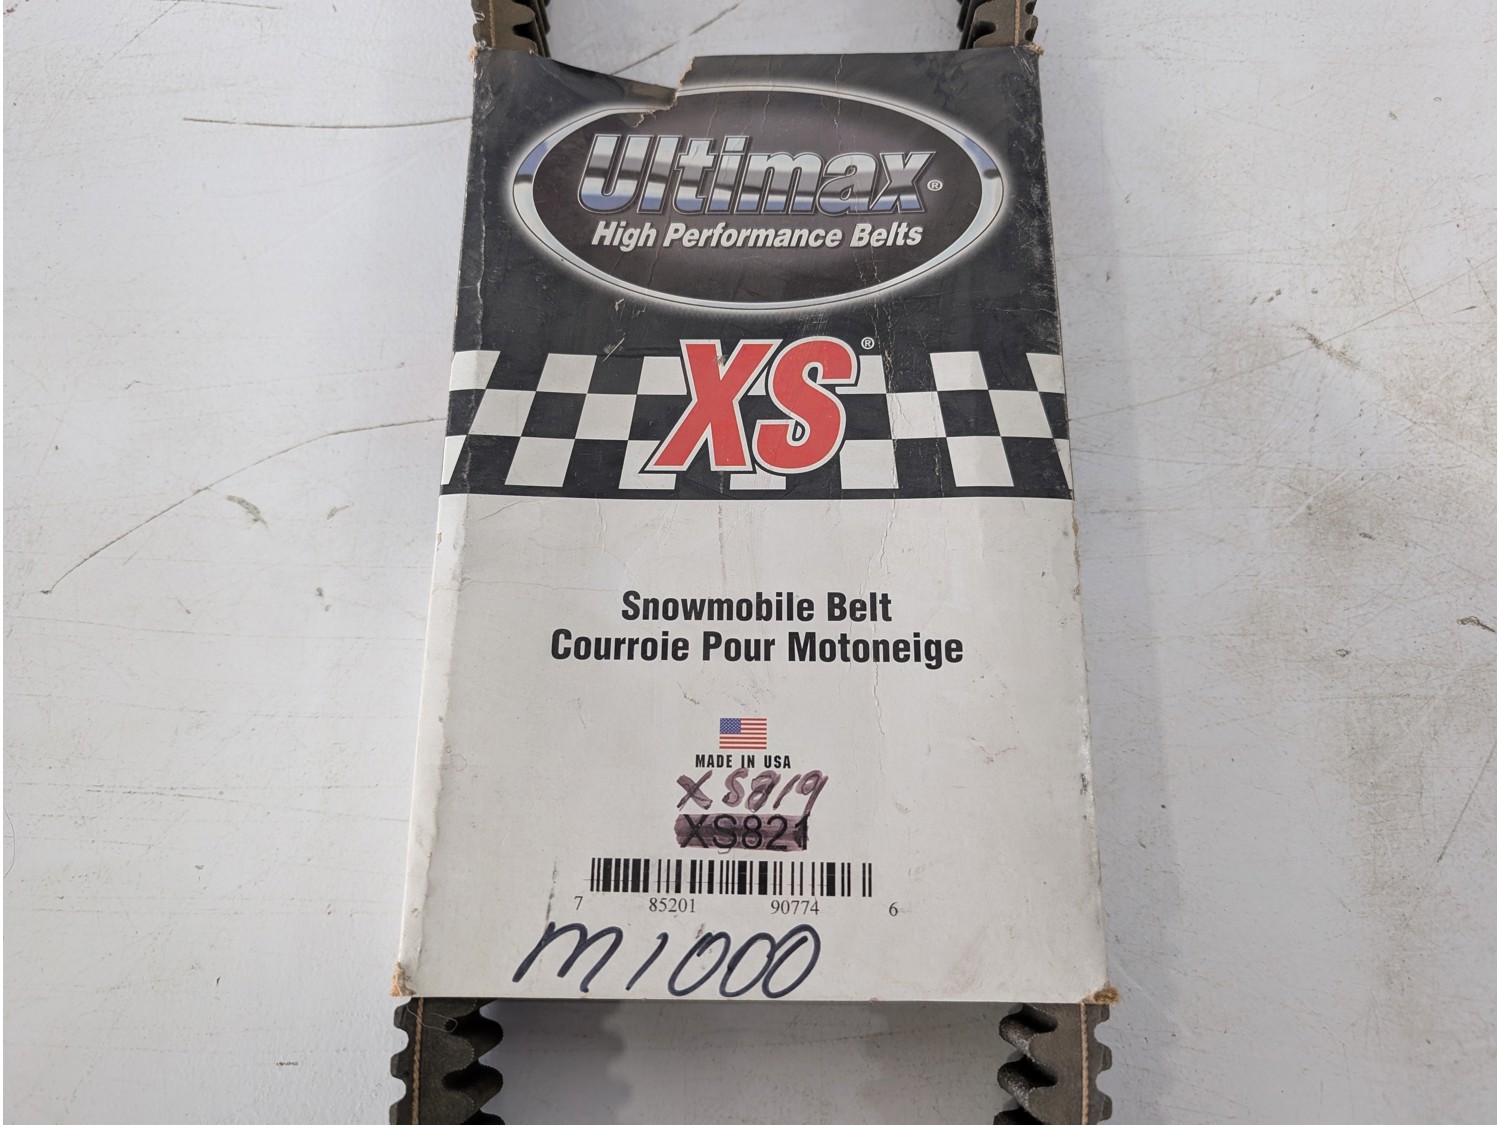 Ultimax®
High Performance Belts
XS®
Snowmobile Belt
Courroie Pour Motoneige
MADE IN USA
XS819
XS821
7 85201 90774 6
M1000